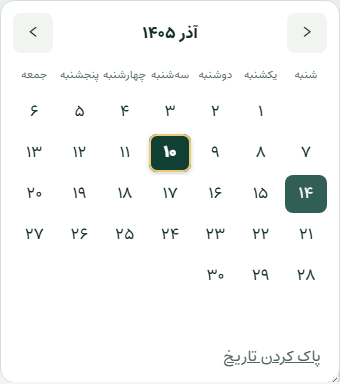 آذر ۱۴۰۵
شنبه یکشنبه دوشنبه سه‌شنبه چهارشنبه پنجشنبه جمعه
۱ ۲ ۳ ۴ ۵ ۶
۷ ۸ ۹ ۱۰ ۱۱ ۱۲ ۱۳
۱۴ ۱۵ ۱۶ ۱۷ ۱۸ ۱۹ ۲۰
۲۱ ۲۲ ۲۳ ۲۴ ۲۵ ۲۶ ۲۷
۲۸ ۲۹ ۳۰
پاک کردن تاریخ